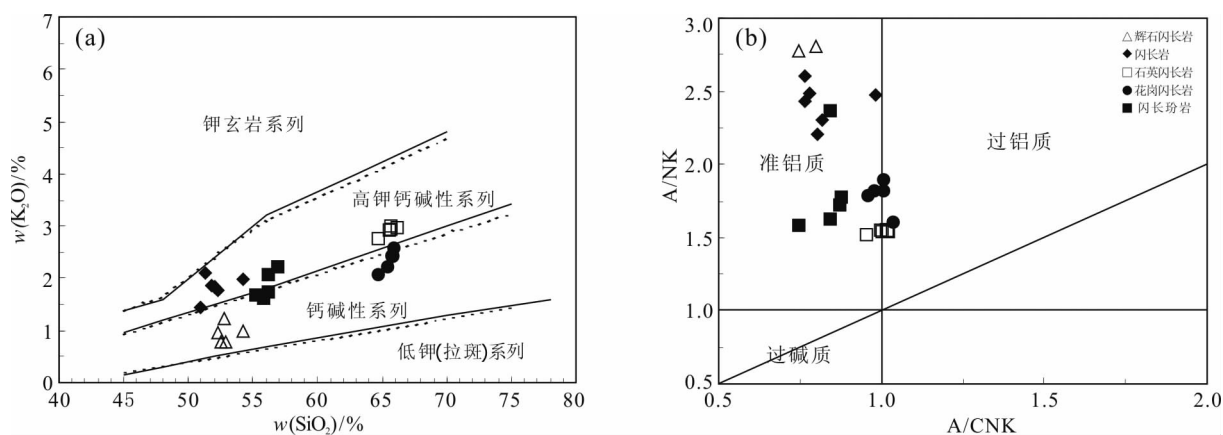 (a)
7
6
5
4
3
2
1
0
w(K₂O)/%
钾玄岩系列
高钾钙碱性系列
钙碱性系列
低钾(拉斑)系列
40 45 50 55 60 65 70 75 80
w(SiO₂)/%
(b)
3.0
2.5
2.0
1.5
1.0
0.5
A/NK
辉石闪长岩
闪长岩
石英闪长岩
花岗闪长岩
闪长玢岩
准铝质
过铝质
过碱质
0.5 1.0 1.5 2.0
A/CNK